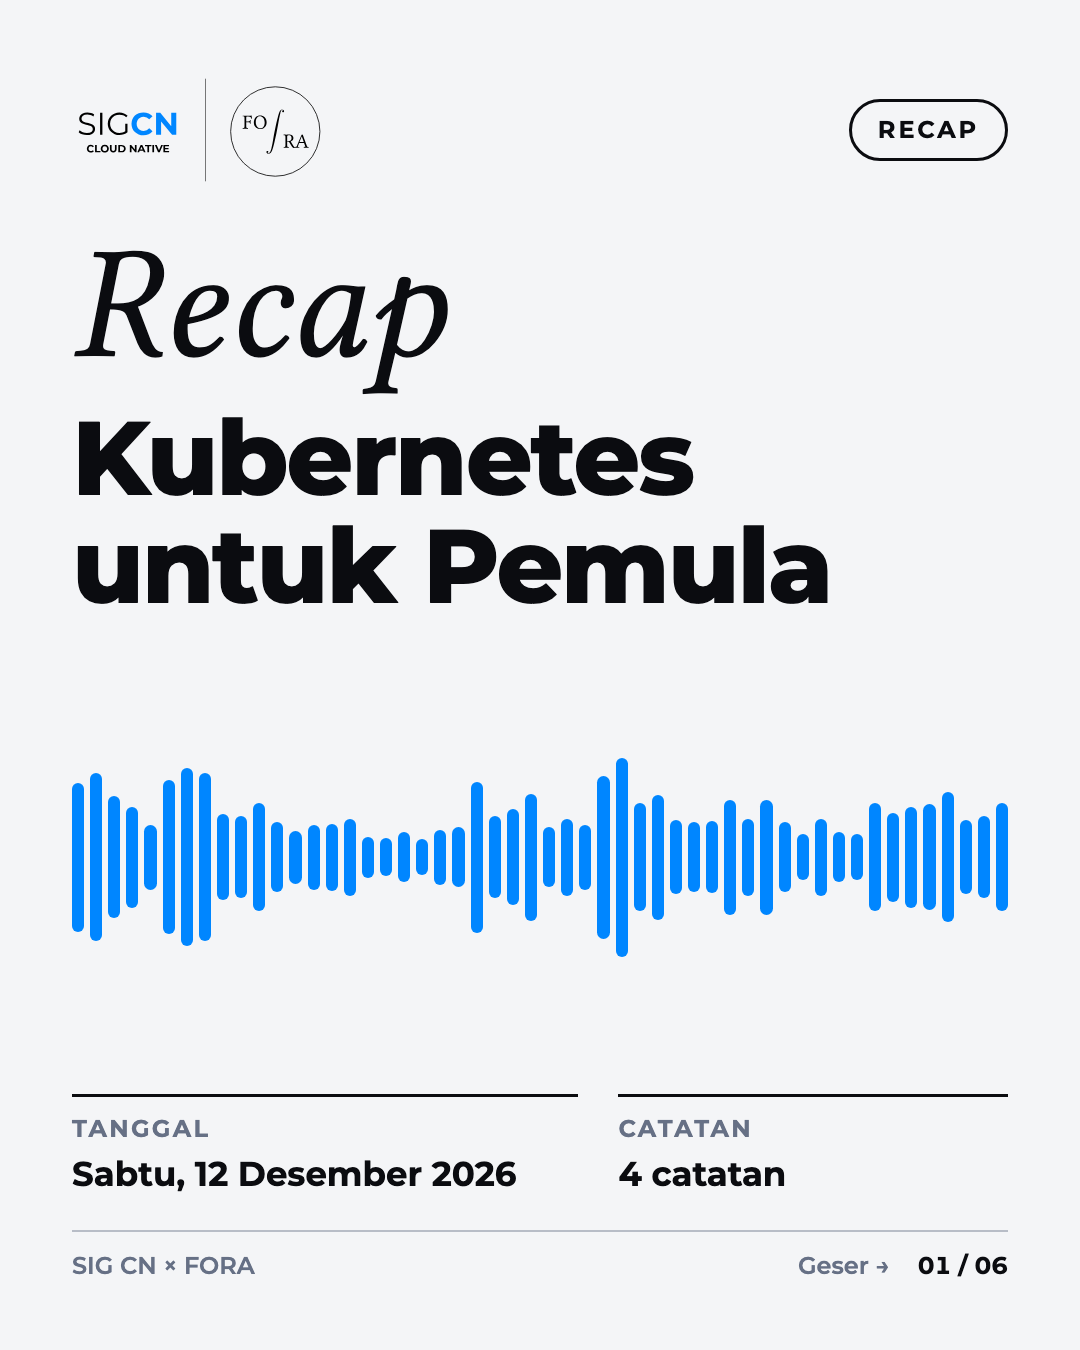 SIGCN
CLOUD NATIVE
FO RA
RECAP
Recap
Kubernetes
untuk Pemula
TANGGAL
Sabtu, 12 Desember 2026
CATATAN
4 catatan
SIG CN × FORA
Geser →
01 / 06